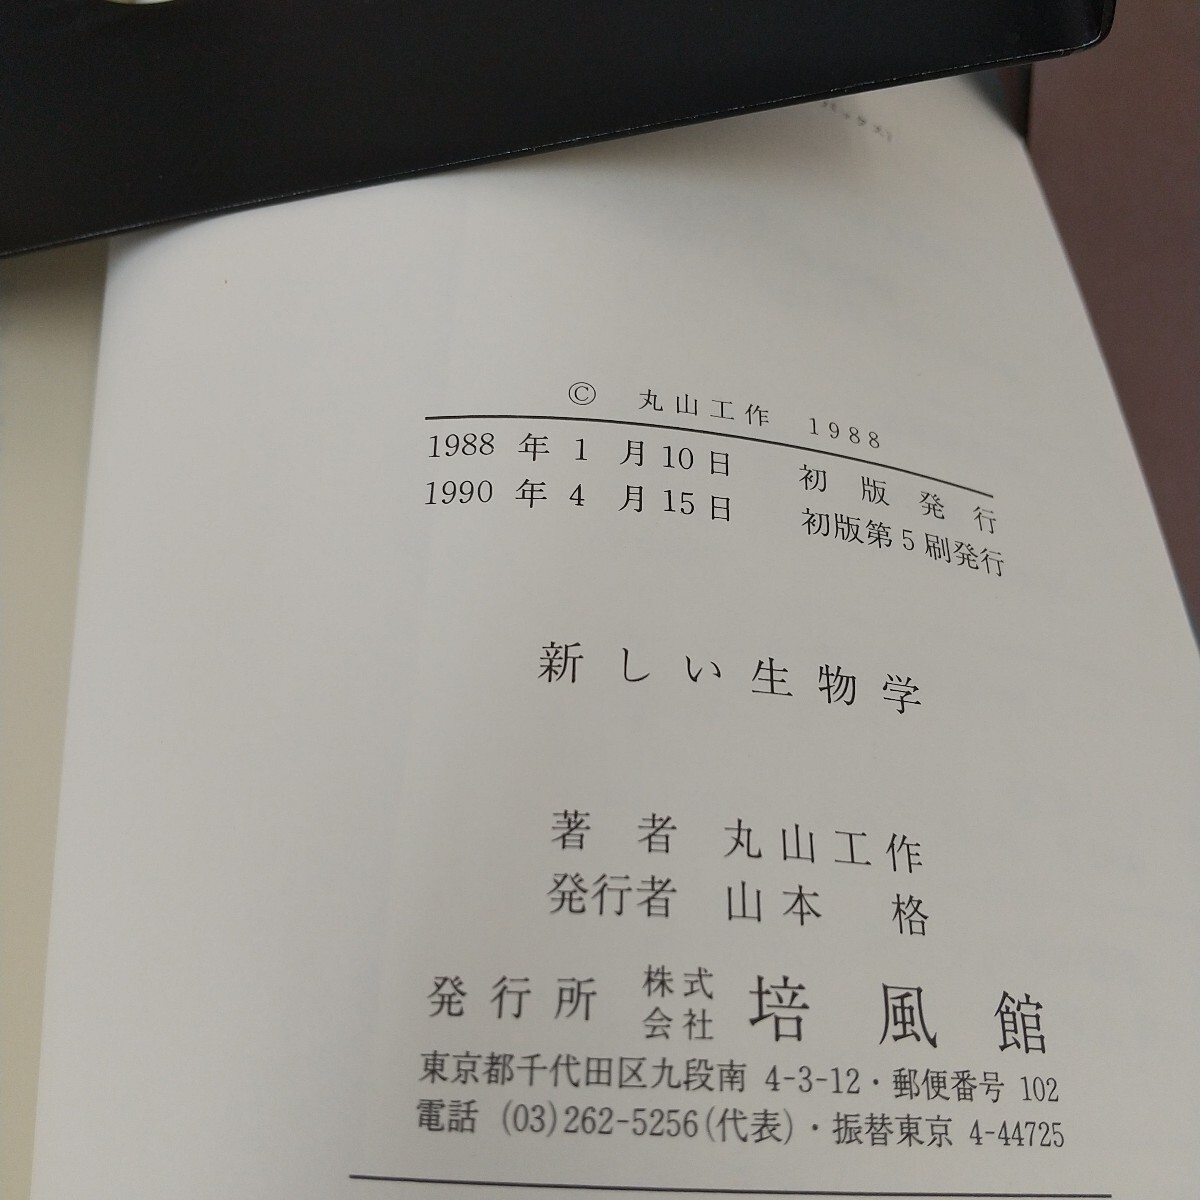 © 丸山工作 1988
1988 年 1 月 10 日 初版発行
1990 年 4 月 15 日 初版第5刷発行
新しい生物学
著者 丸山工作
発行者 山本 格
発行所 株式会社 培風館
東京都千代田区九段南 4-3-12・郵便番号 102
電話 (03)262-5256(代表)・振替東京 4-44725